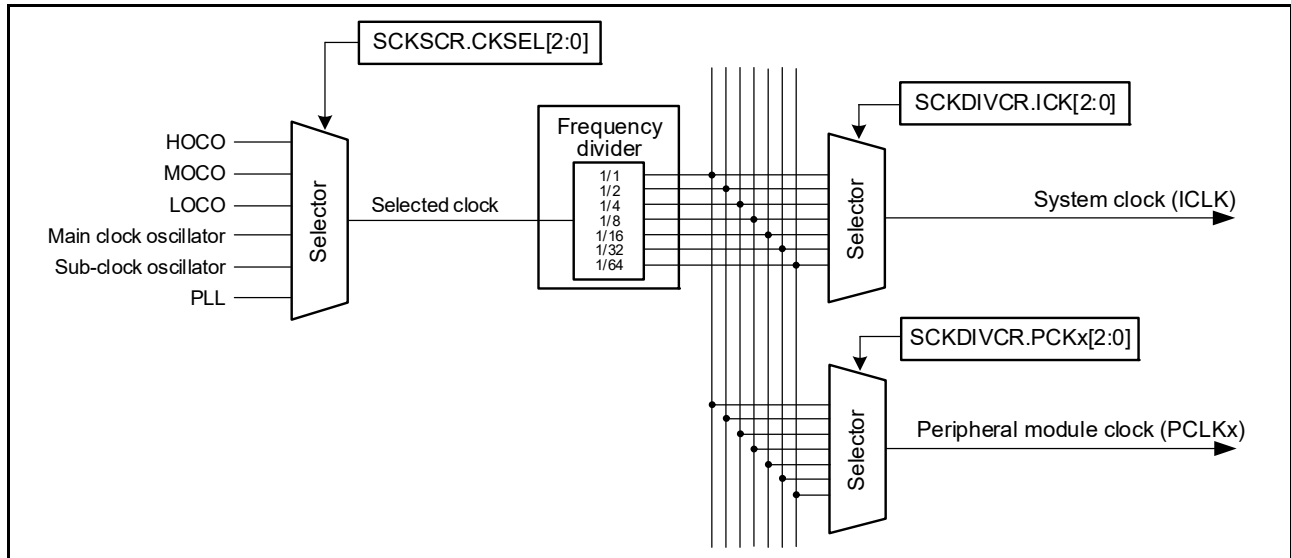 SCKSCR.CKSEL[2:0]
HOCO
MOCO
LOCO
Main clock oscillator
Sub-clock oscillator
PLL
Selector
Selected clock
Frequency
divider
1/1
1/2
1/4
1/8
1/16
1/32
1/64
SCKDIVCR.ICK[2:0]
Selector
System clock (ICLK)
SCKDIVCR.PCKx[2:0]
Selector
Peripheral module clock (PCLKx)